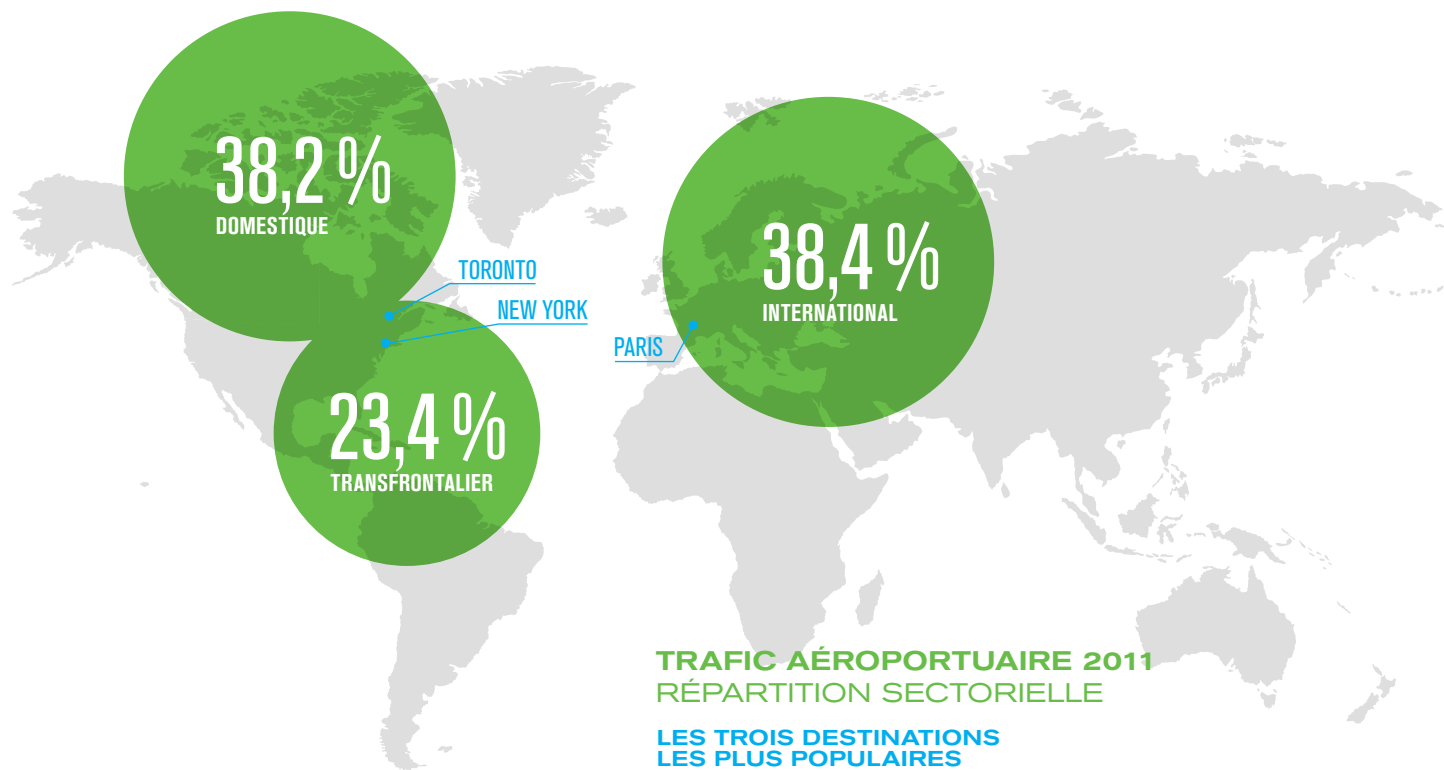 38,2 %
DOMESTIQUE
TORONTO
NEW YORK
PARIS
38,4 %
INTERNATIONAL
23,4 %
TRANSFRONTALIER
TRAFIC AÉROPORTUAIRE 2011
RÉPARTITION SECTORIELLE
LES TROIS DESTINATIONS
LES PLUS POPULAIRES